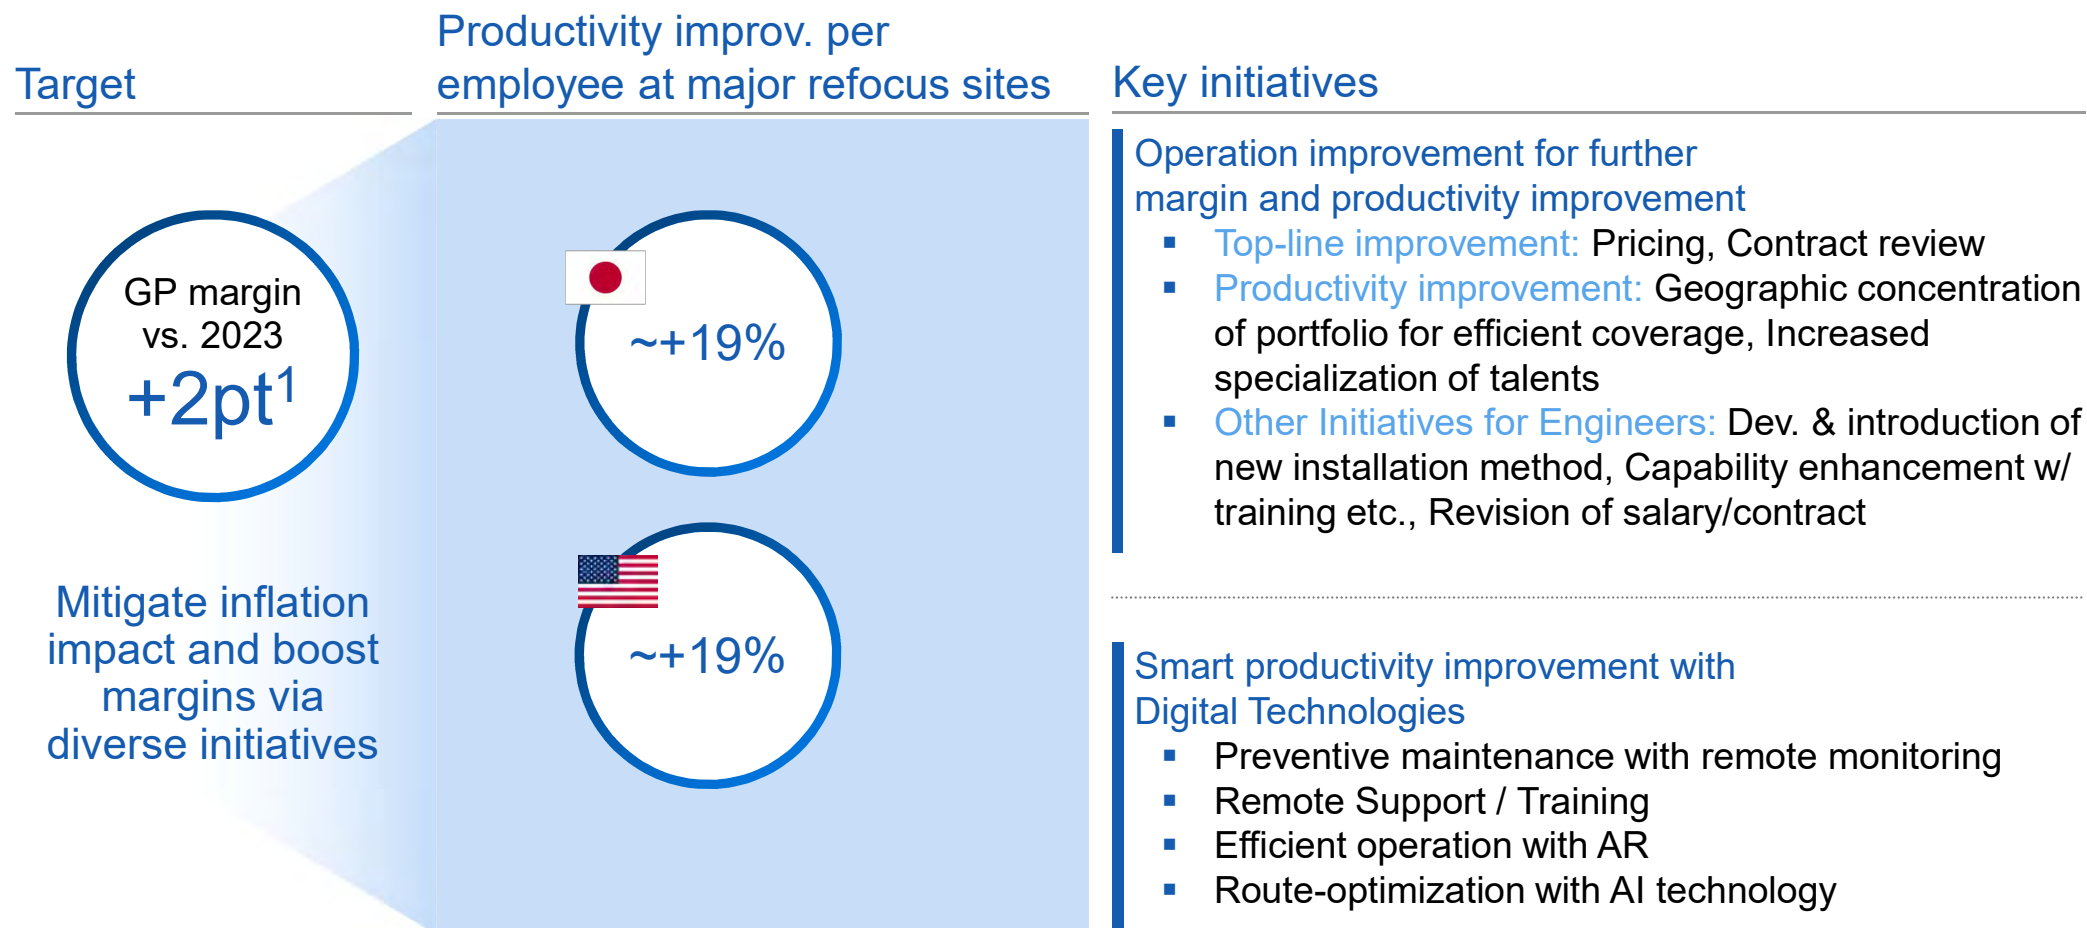 Target
GP margin
vs. 2023
+2pt¹
Mitigate inflation
impact and boost
margins via
diverse initiatives
Productivity improv. per
employee at major refocus sites
~+19%
~+19%
Key initiatives
Operation improvement for further
margin and productivity improvement
▪ Top-line improvement: Pricing, Contract review
▪ Productivity improvement: Geographic concentration
of portfolio for efficient coverage, Increased
specialization of talents
▪ Other Initiatives for Engineers: Dev. & introduction of
new installation method, Capability enhancement w/
training etc., Revision of salary/contract
Smart productivity improvement with
Digital Technologies
▪ Preventive maintenance with remote monitoring
▪ Remote Support / Training
▪ Efficient operation with AR
▪ Route-optimization with AI technology